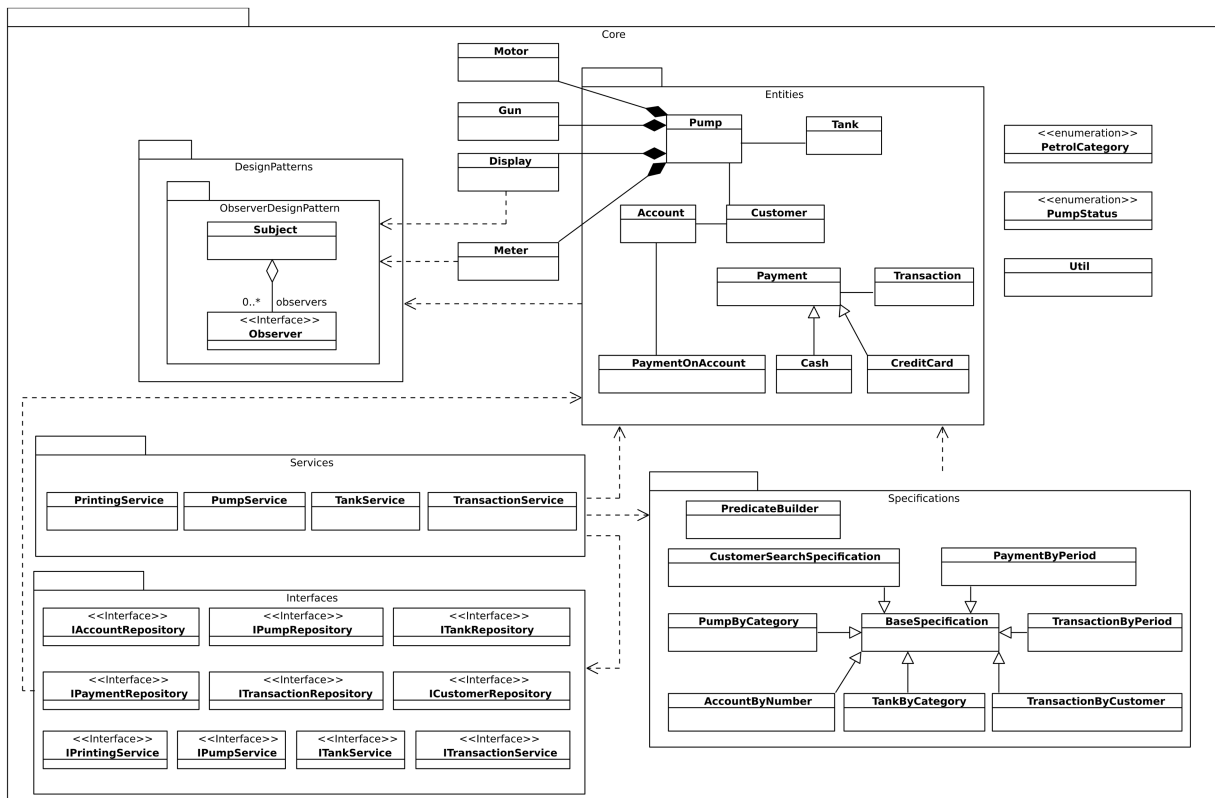 Core
Motor
Entities
Gun
Pump
Tank
<<enumeration>>
PetrolCategory
Display
DesignPatterns
ObserverDesignPattern
Subject
Account
Customer
<<enumeration>>
PumpStatus
Meter
Payment
Transaction
Util
0..* observers
<<Interface>>
Observer
PaymentOnAccount
Cash
CreditCard
Services
PrintingService
PumpService
TankService
TransactionService
Specifications
PredicateBuilder
CustomerSearchSpecification
PaymentByPeriod
PumpByCategory
BaseSpecification
TransactionByPeriod
AccountByNumber
TankByCategory
TransactionByCustomer
Interfaces
<<Interface>>
IAccountRepository
<<Interface>>
IPumpRepository
<<Interface>>
ITankRepository
<<Interface>>
IPaymentRepository
<<Interface>>
ITransactionRepository
<<Interface>>
ICustomerRepository
<<Interface>>
IPrintingService
<<Interface>>
IPumpService
<<Interface>>
ITankService
<<Interface>>
ITransactionService